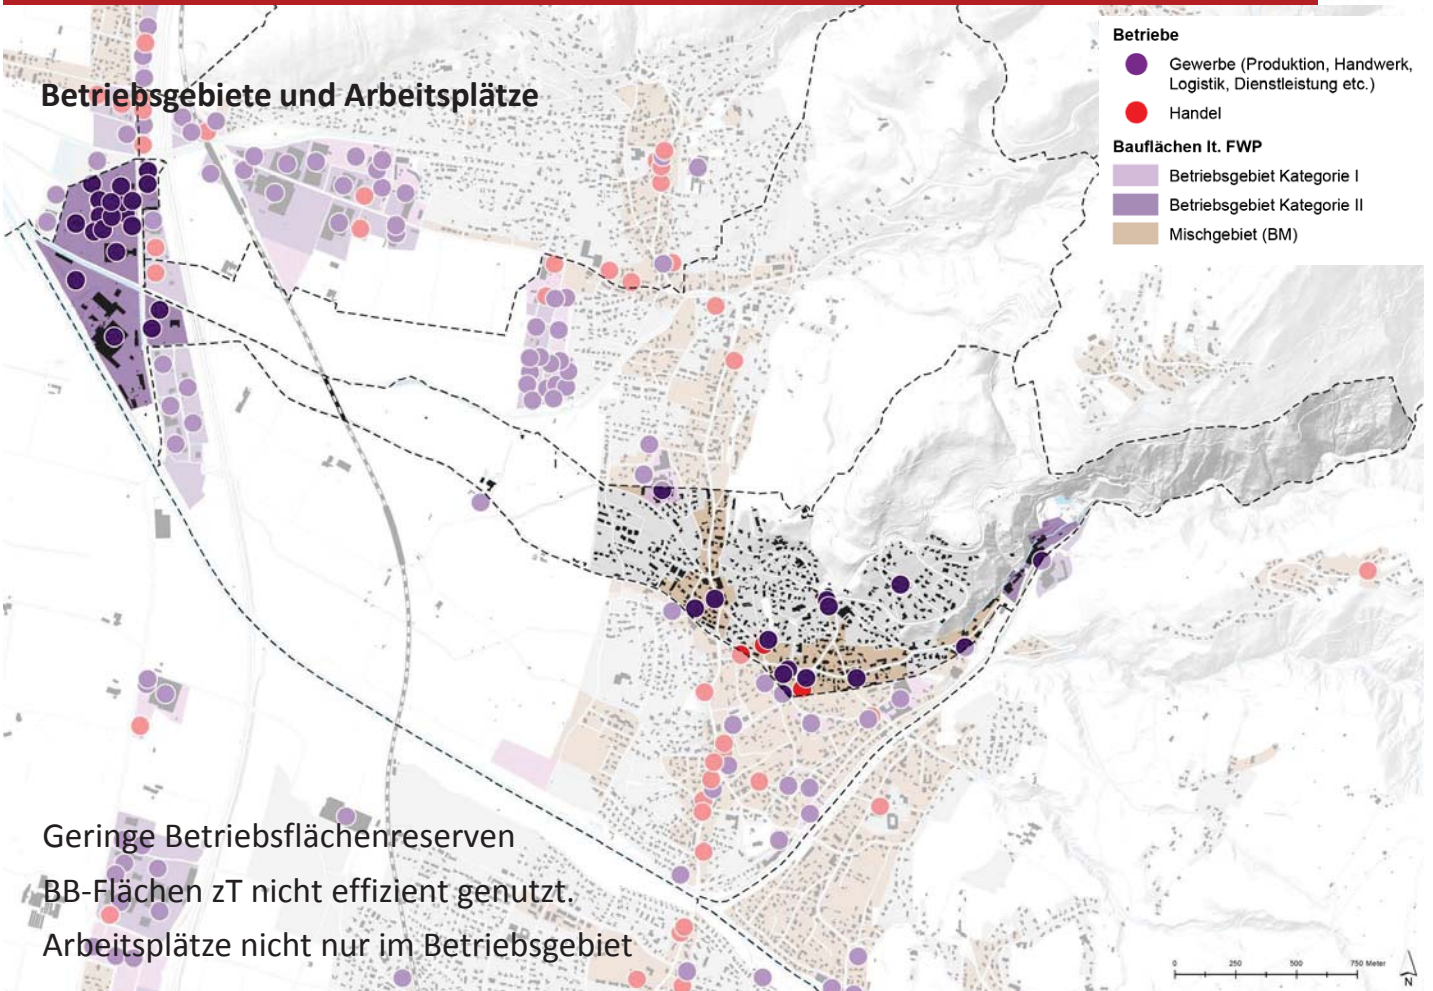 Betriebsgebiete und Arbeitsplätze
Betriebe
Gewerbe (Produktion, Handwerk,
Logistik, Dienstleistung etc.)
Handel
Bauflächen lt. FWP
Betriebsgebiet Kategorie I
Betriebsgebiet Kategorie II
Mischgebiet (BM)
Geringe Betriebsflächenreserven
BB-Flächen zT nicht effizient genutzt.
Arbeitsplätze nicht nur im Betriebsgebiet
0 250 500 750 Meter
N